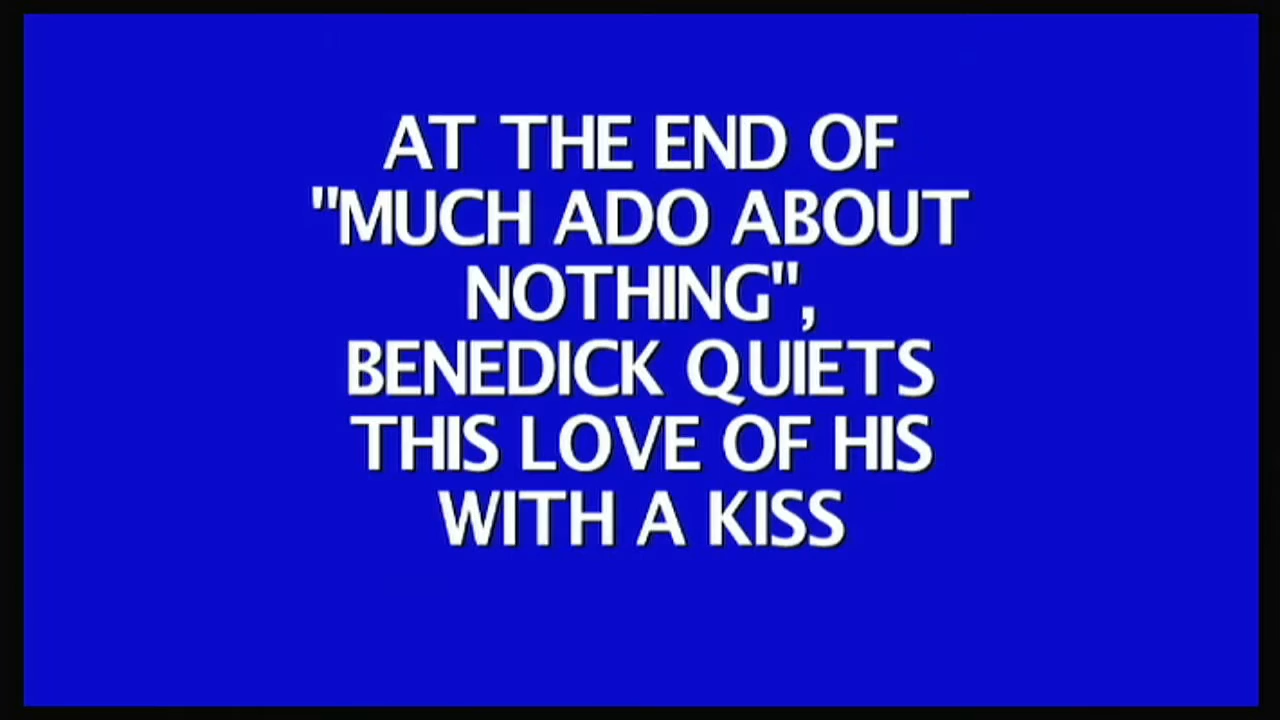 AT THE END OF
"MUCH ADO ABOUT
NOTHING",
BENEDICK QUIETS
THIS LOVE OF HIS
WITH A KISS